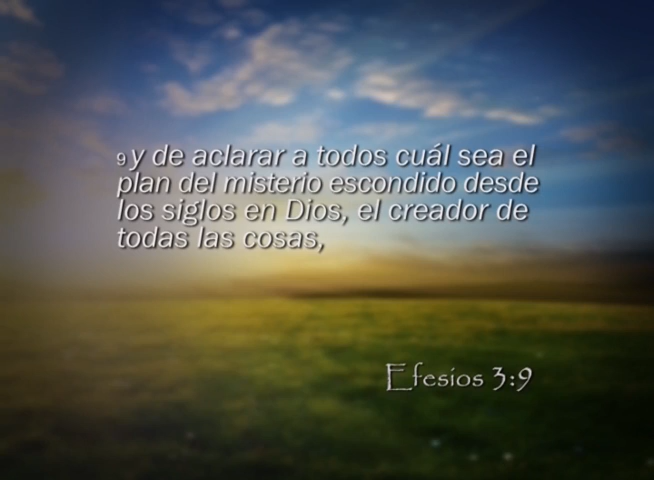 9 y de aclarar a todos cuál sea el
plan del misterio escondido desde
los siglos en Dios, el creador de
todas las cosas,
Efesios 3:9